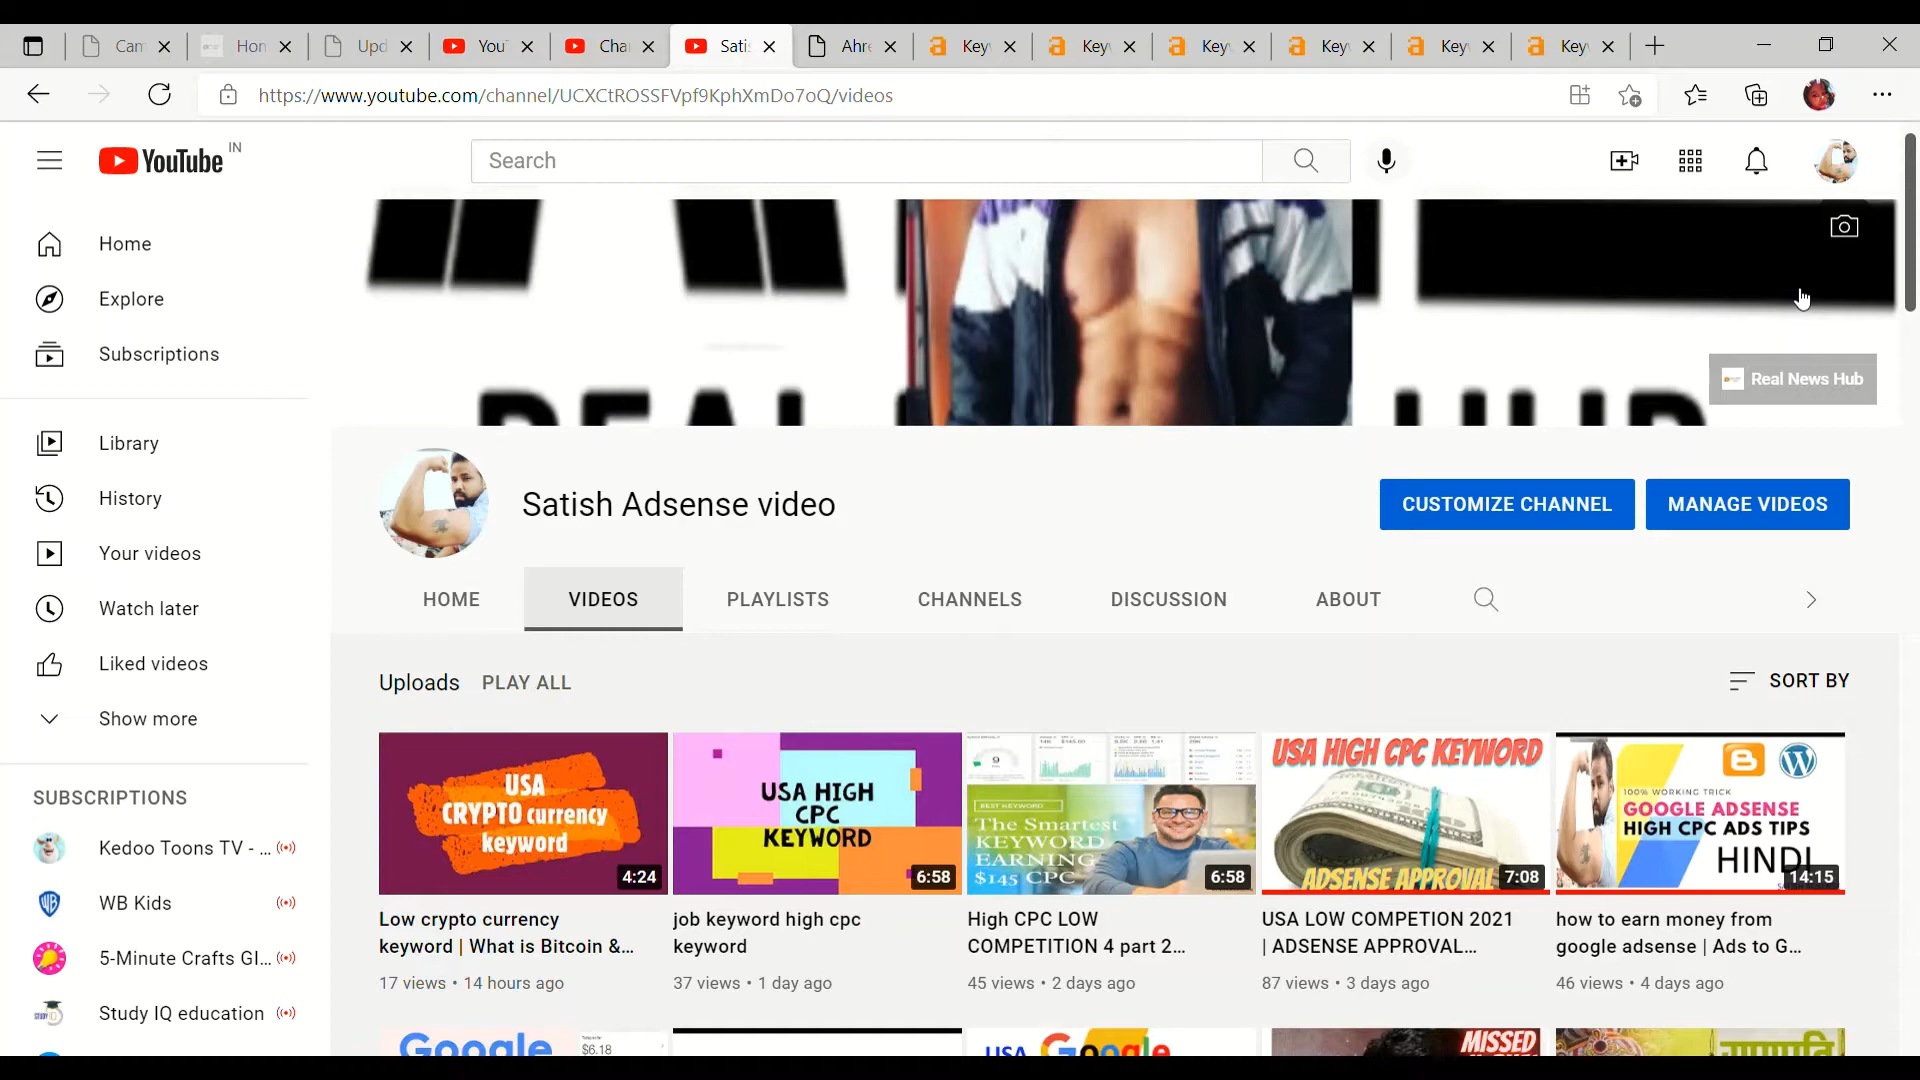 Can
Hon
Upd
You
Cha
Sati
Ahr
Key
Key
Key
Key
Key
Key
https://www.youtube.com/channel/UCXCtROSSFVpf9KphXmDo7oQ/videos
YouTube IN
Search
Home
Explore
Subscriptions
Library
History
Your videos
Watch later
Liked videos
Show more
SUBSCRIPTIONS
Kedoo Toons TV - ...
WB Kids
5-Minute Crafts GI...
Study IQ education
Real News Hub
Satish Adsense video
CUSTOMIZE CHANNEL
MANAGE VIDEOS
HOME
VIDEOS
PLAYLISTS
CHANNELS
DISCUSSION
ABOUT
Uploads
PLAY ALL
SORT BY
USA
CRYPTO currency
keyword
4:24
Low crypto currency
keyword | What is Bitcoin &...
17 views • 14 hours ago
USA HIGH
CPC
KEYWORD
6:58
job keyword high cpc
keyword
37 views • 1 day ago
BEST KEYWORD
The Smartest
KEYWORD
EARNING
$145 CPC
6:58
High CPC LOW
COMPETITION 4 part 2...
45 views • 2 days ago
USA HIGH CPC KEYWORD
ADSENSE APPROVAL
7:08
USA LOW COMPETION 2021
| ADSENSE APPROVAL...
87 views • 3 days ago
100% WORKING TRICK
GOOGLE ADSENSE
HIGH CPC ADS TIPS
HINDI
14:15
how to earn money from
google adsense | Ads to G...
46 views • 4 days ago
Google
$6.18
USA Google
MISSED